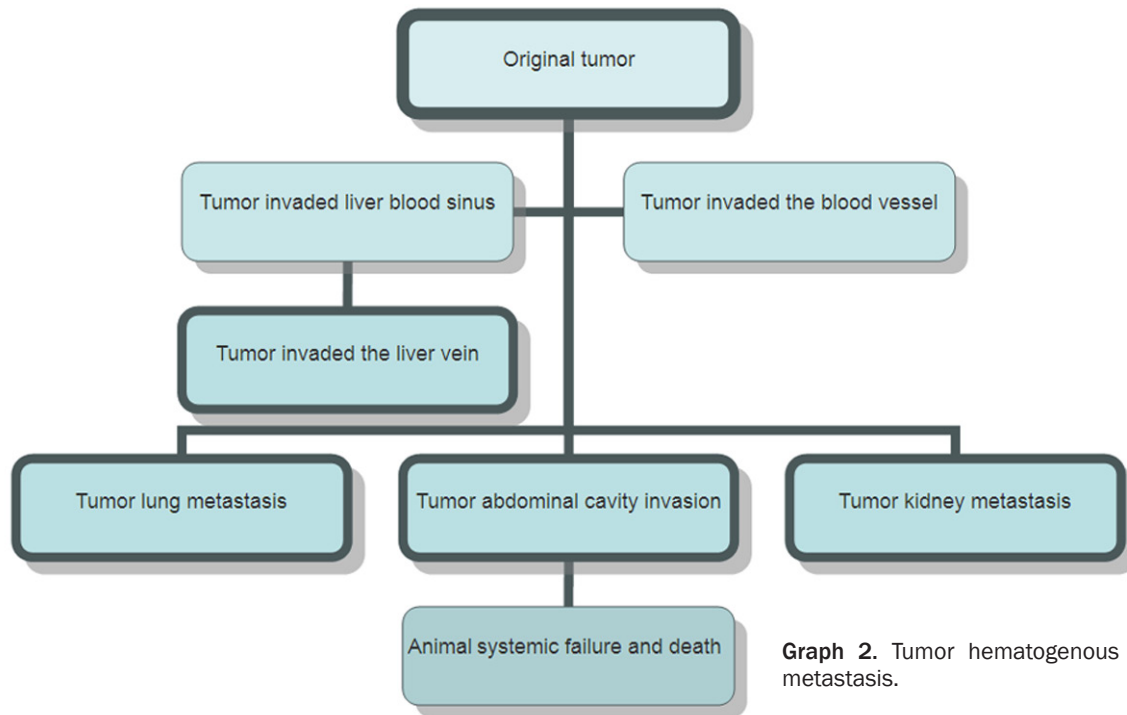 Original tumor
Tumor invaded liver blood sinus
Tumor invaded the blood vessel
Tumor invaded the liver vein
Tumor lung metastasis
Tumor abdominal cavity invasion
Tumor kidney metastasis
Animal systemic failure and death
Graph 2. Tumor hematogenous
metastasis.